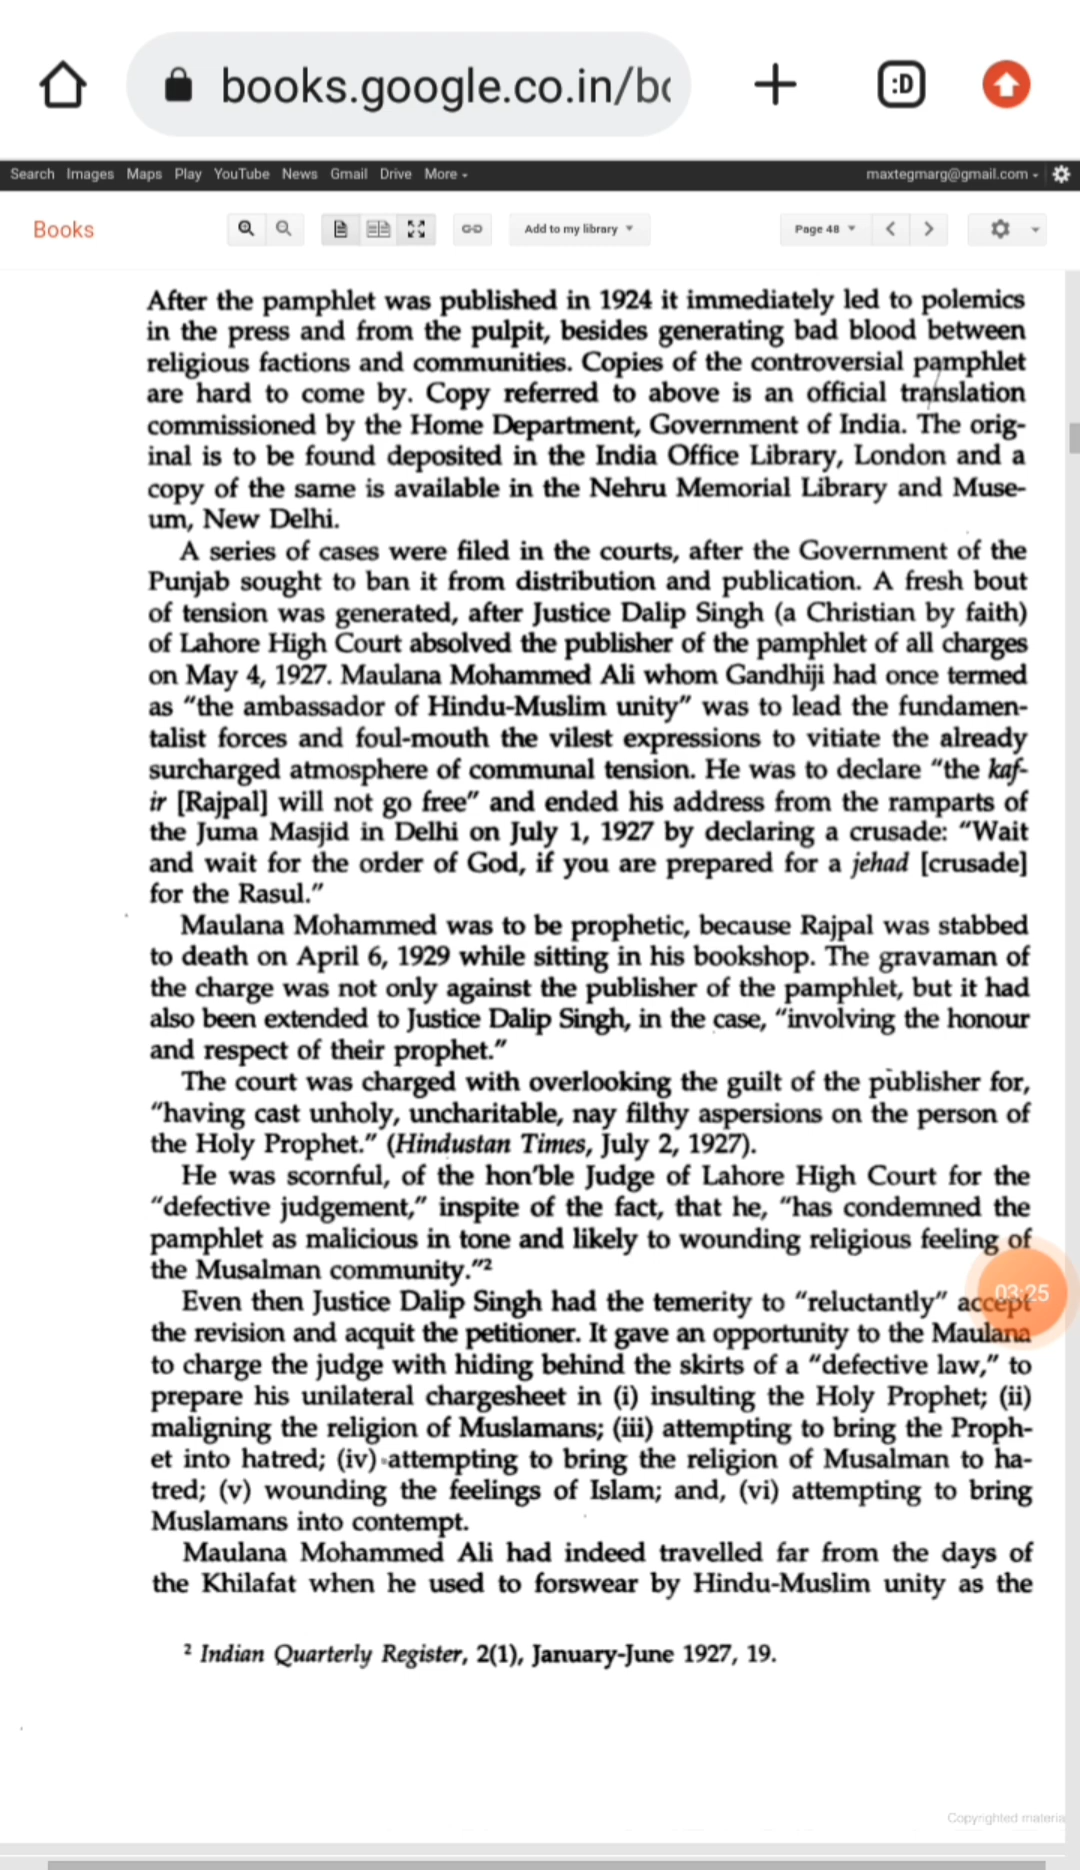 books.google.co.in/bo
:D
Search Images Maps Play YouTube News Gmail Drive More
maxtegmarg@gmail.com
Books
Add to my library
Page 48
After the pamphlet was published in 1924 it immediately led to polemics
in the press and from the pulpit, besides generating bad blood between
religious factions and communities. Copies of the controversial pamphlet
are hard to come by. Copy referred to above is an official translation
commissioned by the Home Department, Government of India. The orig-
inal is to be found deposited in the India Office Library, London and a
copy of the same is available in the Nehru Memorial Library and Muse-
um, New Delhi.
A series of cases were filed in the courts, after the Government of the
Punjab sought to ban it from distribution and publication. A fresh bout
of tension was generated, after Justice Dalip Singh (a Christian by faith)
of Lahore High Court absolved the publisher of the pamphlet of all charges
on May 4, 1927. Maulana Mohammed Ali whom Gandhiji had once termed
as "the ambassador of Hindu-Muslim unity" was to lead the fundamen-
talist forces and foul-mouth the vilest expressions to vitiate the already
surcharged atmosphere of communal tension. He was to declare "the kaf-
ir [Rajpal] will not go free" and ended his address from the ramparts of
the Juma Masjid in Delhi on July 1, 1927 by declaring a crusade: "Wait
and wait for the order of God, if you are prepared for a jehad [crusade]
for the Rasul."
Maulana Mohammed was to be prophetic, because Rajpal was stabbed
to death on April 6, 1929 while sitting in his bookshop. The gravaman of
the charge was not only against the publisher of the pamphlet, but it had
also been extended to Justice Dalip Singh, in the case, "involving the honour
and respect of their prophet."
The court was charged with overlooking the guilt of the publisher for,
"having cast unholy, uncharitable, nay filthy aspersions on the person of
the Holy Prophet." (Hindustan Times, July 2, 1927).
He was scornful, of the hon'ble Judge of Lahore High Court for the
"defective judgement," inspite of the fact, that he, "has condemned the
pamphlet as malicious in tone and likely to wounding religious feeling of
the Musalman community."2
Even then Justice Dalip Singh had the temerity to "reluctantly" accept
03:25
the revision and acquit the petitioner. It gave an opportunity to the Maulana
to charge the judge with hiding behind the skirts of a "defective law," to
prepare his unilateral chargesheet in (i) insulting the Holy Prophet; (ii)
maligning the religion of Muslamans; (iii) attempting to bring the Proph-
et into hatred; (iv) attempting to bring the religion of Musalman to ha-
tred; (v) wounding the feelings of Islam; and, (vi) attempting to bring
Muslamans into contempt.
Maulana Mohammed Ali had indeed travelled far from the days of
the Khilafat when he used to forswear by Hindu-Muslim unity as the
2 Indian Quarterly Register, 2(1), January-June 1927, 19.
Copyrighted materia